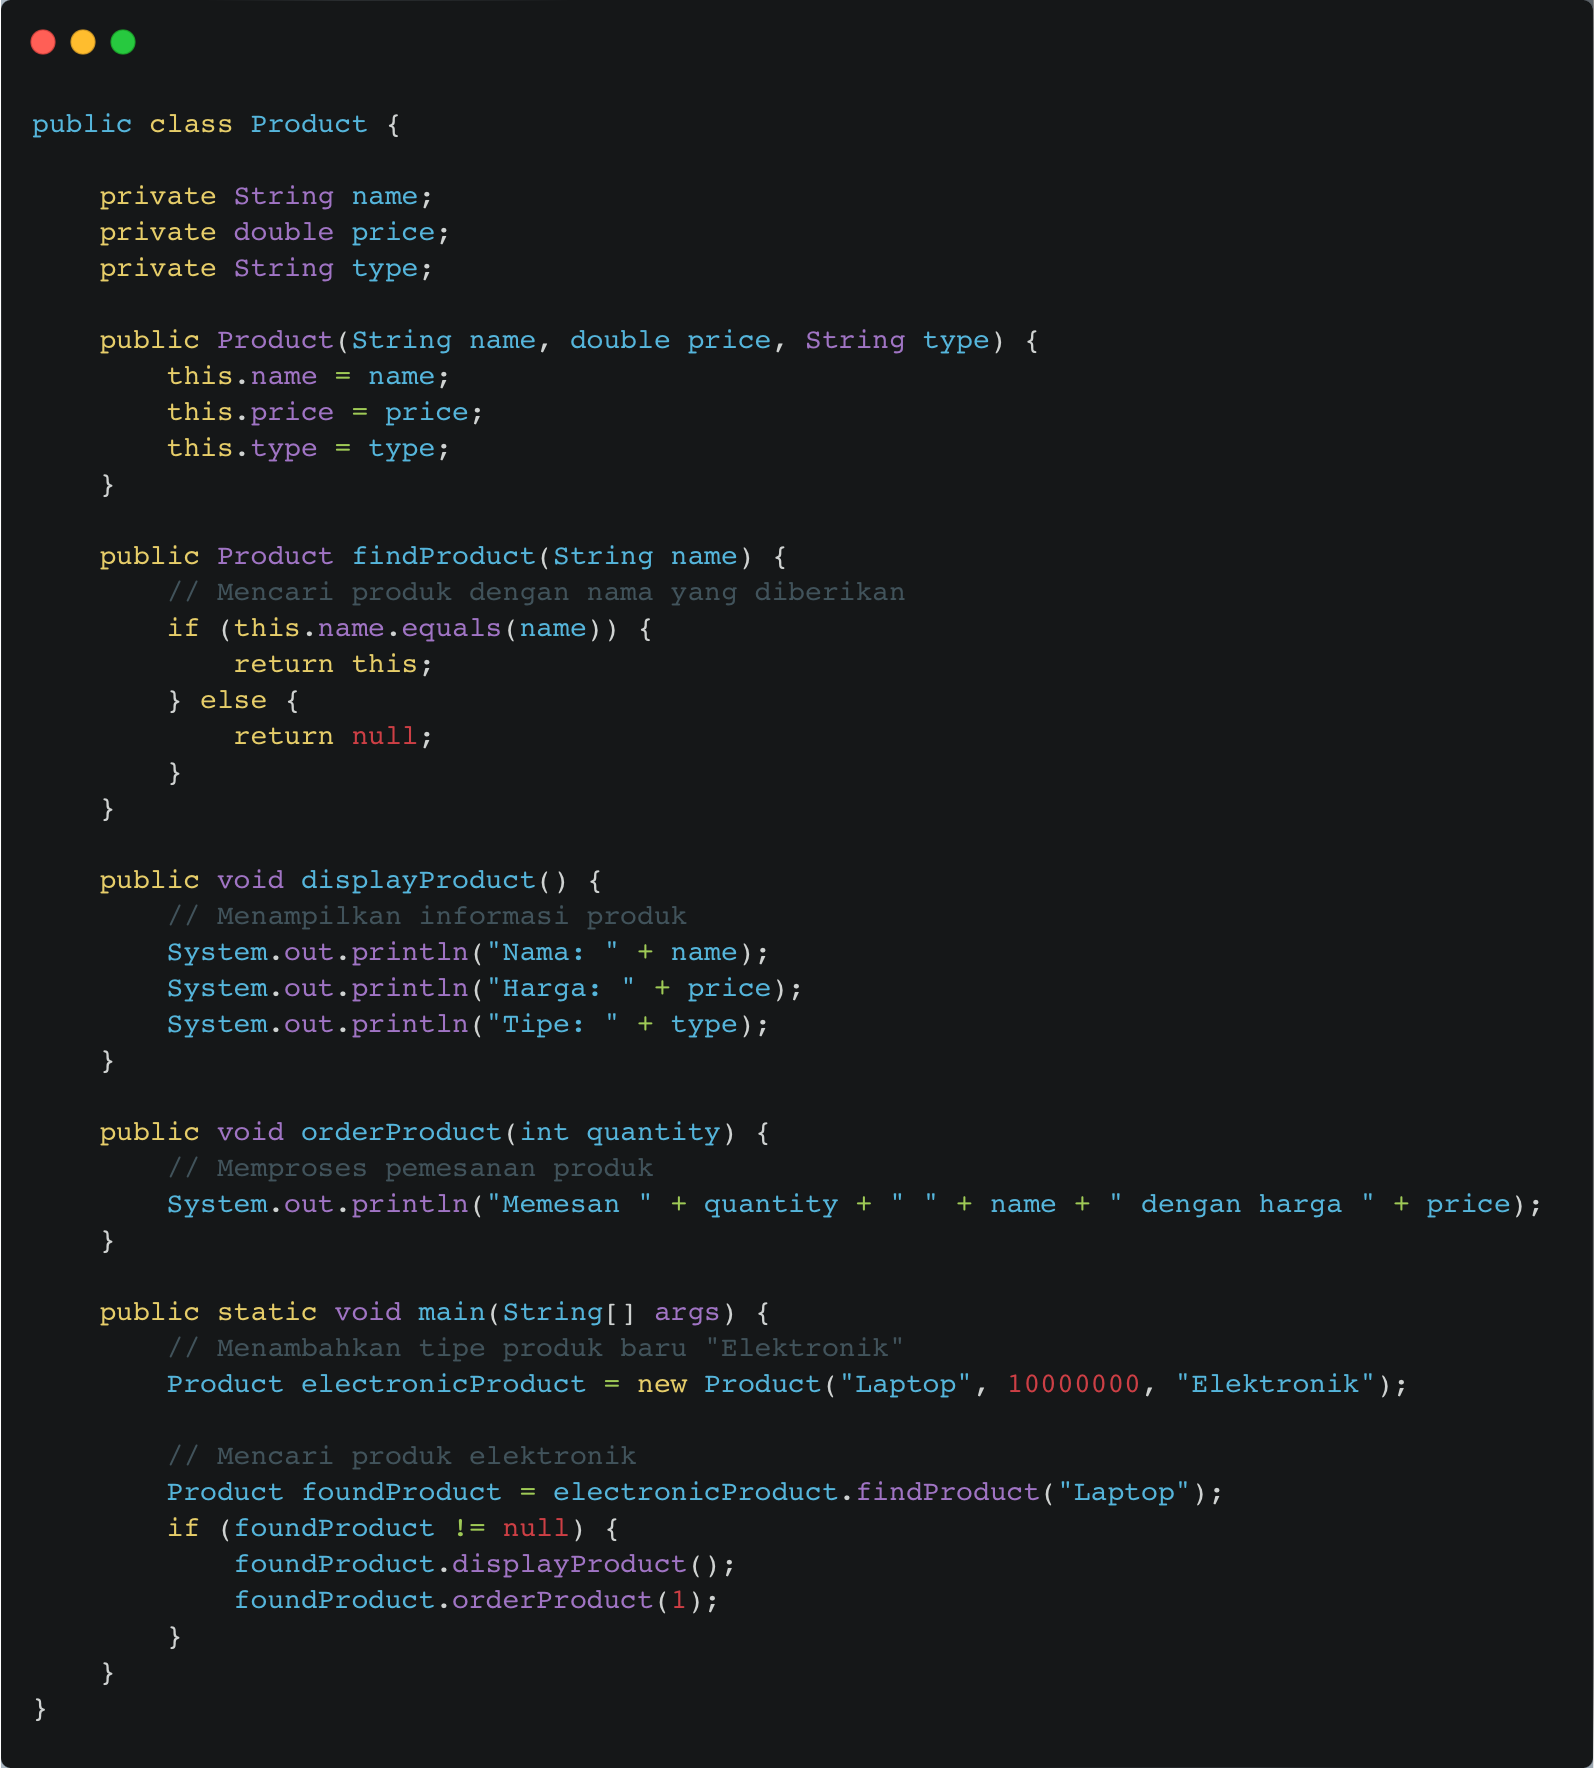 public class Product {

    private String name;
    private double price;
    private String type;

    public Product(String name, double price, String type) {
        this.name = name;
        this.price = price;
        this.type = type;
    }

    public Product findProduct(String name) {
        // Mencari produk dengan nama yang diberikan
        if (this.name.equals(name)) {
            return this;
        } else {
            return null;
        }
    }

    public void displayProduct() {
        // Menampilkan informasi produk
        System.out.println("Nama: " + name);
        System.out.println("Harga: " + price);
        System.out.println("Tipe: " + type);
    }

    public void orderProduct(int quantity) {
        // Memproses pemesanan produk
        System.out.println("Memesan " + quantity + " " + name + " dengan harga " + price);
    }

    public static void main(String[] args) {
        // Menambahkan tipe produk baru "Elektronik"
        Product electronicProduct = new Product("Laptop", 10000000, "Elektronik");

        // Mencari produk elektronik
        Product foundProduct = electronicProduct.findProduct("Laptop");
        if (foundProduct != null) {
            foundProduct.displayProduct();
            foundProduct.orderProduct(1);
        }
    }
}